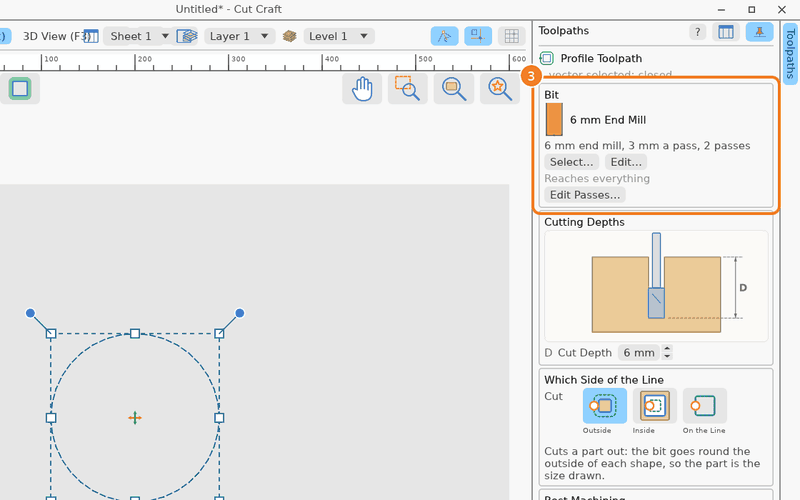 Untitled* - Cut Craft
3D View (F3)
Sheet 1
Layer 1
Level 1
Toolpaths
?
Toolpaths
100
200
300
400
500
600
Profile Toolpath
vector selected: closed
3
Bit
6 mm End Mill
6 mm end mill, 3 mm a pass, 2 passes
Select...
Edit...
Reaches everything
Edit Passes...
Cutting Depths
D
D Cut Depth 6 mm
Which Side of the Line
Cut
Outside
Inside
On the Line
Cuts a part out: the bit goes round the
outside of each shape, so the part is the
size drawn.